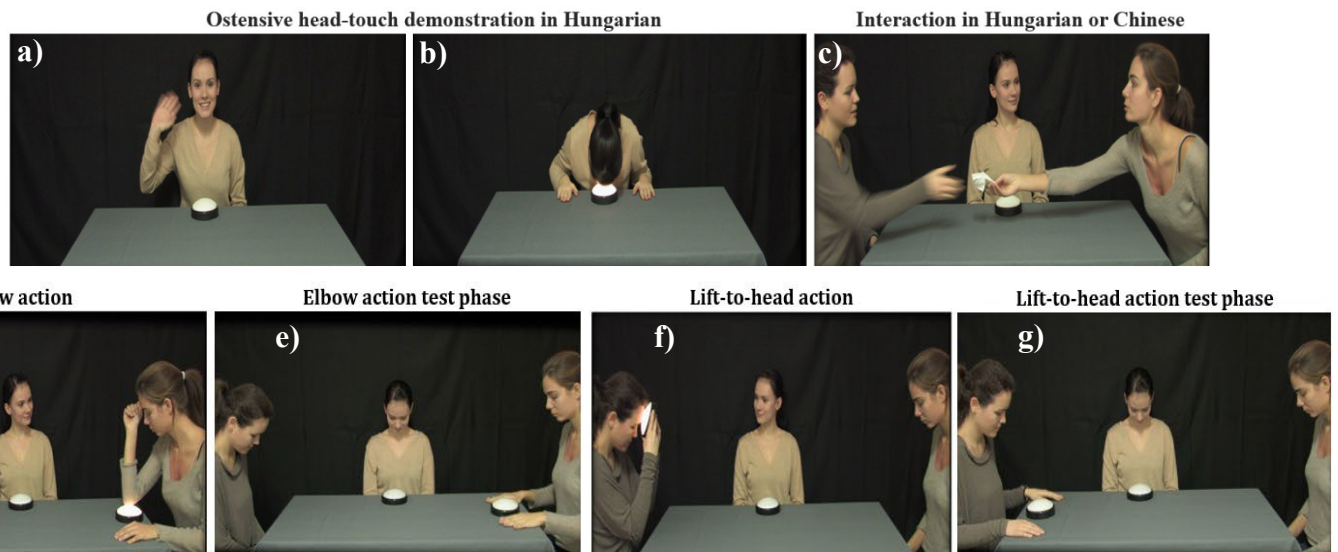 Ostensive head-touch demonstration in Hungarian
Interaction in Hungarian or Chinese
a)
b)
c)
w action
Elbow action test phase
Lift-to-head action
Lift-to-head action test phase
e)
f)
g)